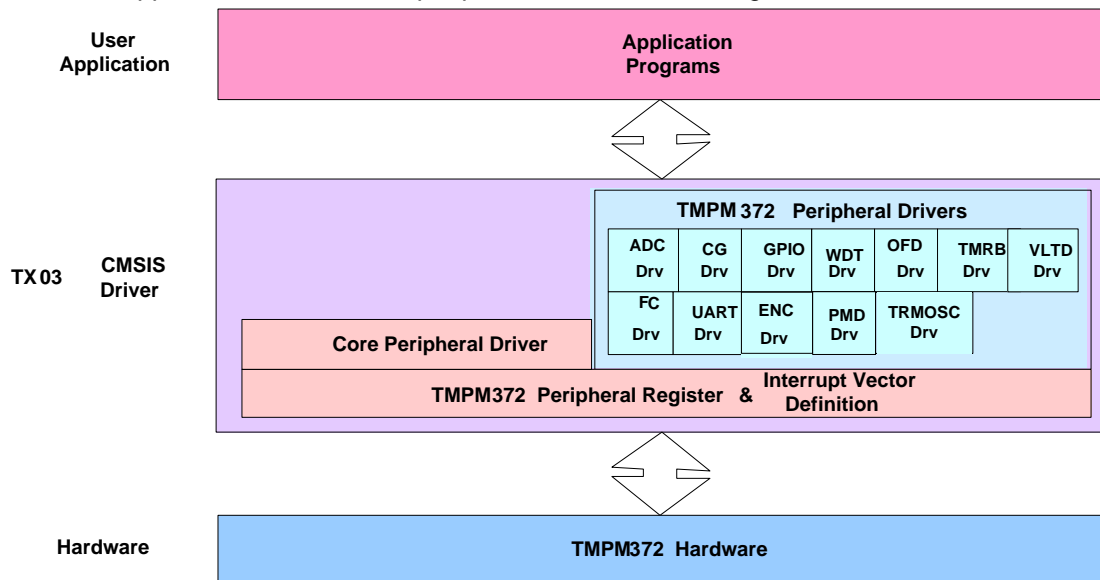 User
Application
Application
Programs
TMPM 372 Peripheral Drivers
ADC
Drv
CG
Drv
GPIO
Drv
WDT
Drv
OFD
Drv
TMRB
Drv
VLTD
Drv
FC
Drv
UART
Drv
ENC
Drv
PMD
Drv
TRMOSC
Drv
TX03
CMSIS
Driver
Core Peripheral Driver
TMPM372 Peripheral Register & Interrupt Vector
Definition
Hardware
TMPM372 Hardware